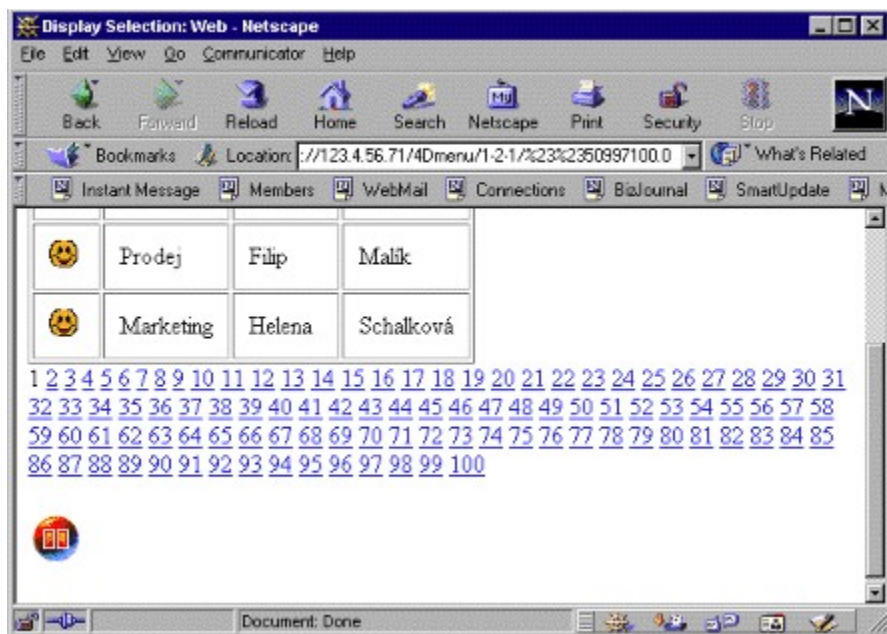 Display Selection: Web - Netscape
File Edit View Go Communicator Help
Back Forward Reload Home Search Netscape Print Security Stop
My
N
Bookmarks Location: ://123.4.56.71/4Dmenu/1-2-1/%23%2350997100.0 What's Related
Instant Message Members WebMail Connections BizJournal SmartUpdate
Prodej Filip Malík
Marketing Helena Schalková
1 2 3 4 5 6 7 8 9 10 11 12 13 14 15 16 17 18 19 20 21 22 23 24 25 26 27 28 29 30 31
32 33 34 35 36 37 38 39 40 41 42 43 44 45 46 47 48 49 50 51 52 53 54 55 56 57 58
59 60 61 62 63 64 65 66 67 68 69 70 71 72 73 74 75 76 77 78 79 80 81 82 83 84 85
86 87 88 89 90 91 92 93 94 95 96 97 98 99 100
Document: Done